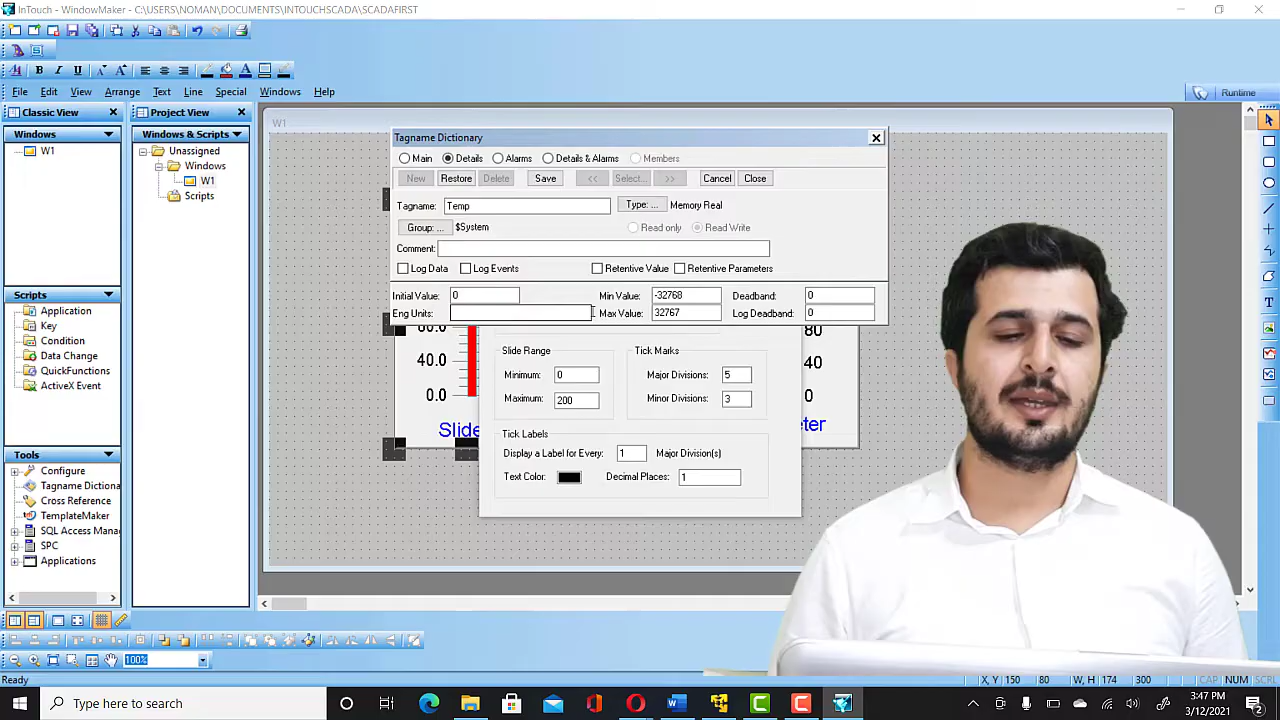 InTouch - WindowMaker - C:\USERS\NOMAN\DOCUMENTS\INTOUCHSCADA\SCADAFIRST
File Edit View Arrange Text Line Special Windows Help
Runtime
Classic View
Project View
Windows
Windows & Scripts
W1
Unassigned
Windows
W1
Scripts
Scripts
Application
Key
Condition
Data Change
QuickFunctions
ActiveX Event
Tools
Configure
Tagname Dictiona
Cross Reference
TemplateMaker
SQL Access Mana
SPC
Applications
W1
Tagname Dictionary
Main Details Alarms Details & Alarms Members
New Restore Delete Save << Select... >> Cancel Close
Tagname: Temp Type: ... Memory Real
Group: ... $System Read only Read Write
Comment:
Log Data Log Events Retentive Value Retentive Parameters
Initial Value: 0 Min Value: -32768 Deadband: 0
Eng Units: Max Value: 32767 Log Deadband: 0
80.0
40.0
0.0
Slide
80
40
0
ter
Slide Range
Minimum: 0
Maximum: 200
Tick Marks
Major Divisions: 5
Minor Divisions: 3
Tick Labels
Display a Label for Every: 1 Major Division(s)
Text Color: Decimal Places: 1
100%
Ready
X, Y 150 80 W, H 174 300 CAP NUM SCRL
Type here to search
3:47 PM
3/12/2021